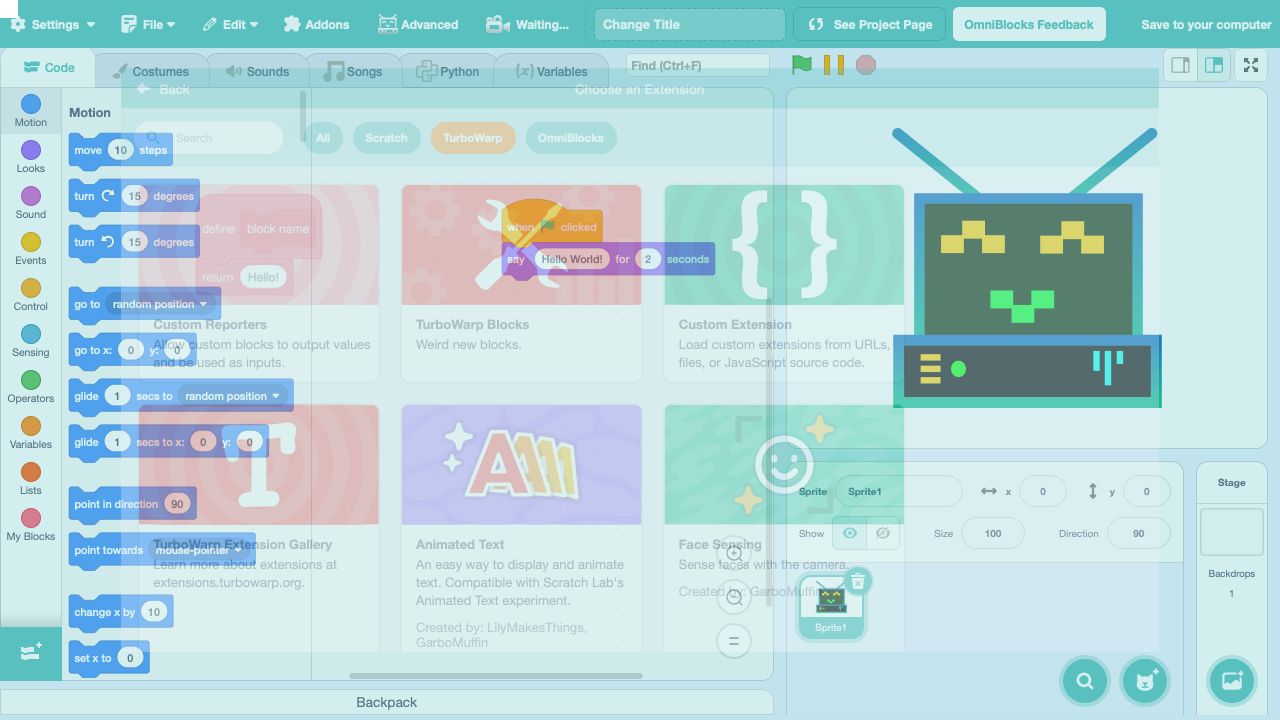 Settings File Edit Addons Advanced Waiting... Change Title See Project Page OmniBlocks Feedback Save to your computer
Code Costumes Sounds Songs Python (x) Variables Find (Ctrl+F)
Back Choose an Extension
Search All Scratch TurboWarp OmniBlocks
Motion
Looks
Sound
Events
Control
Sensing
Operators
Variables
Lists
My Blocks
Motion
move 10 steps
turn 15 degrees
turn 15 degrees
go to random position
go to x: 0 y: 0
glide 1 secs to random position
glide 1 secs to x: 0 y: 0
point in direction 90
point towards mouse-pointer
change x by 10
set x to 0
define block name
return Hello!
Custom Reporters
Allow custom blocks to output values
and be used as inputs.
when clicked
say Hello World! for 2 seconds
TurboWarp Blocks
Weird new blocks.
{ }
Custom Extension
Load custom extensions from URLs,
files, or JavaScript source code.
T
TurboWarp Extension Gallery
Learn more about extensions at
extensions.turbowarp.org.
A
Animated Text
An easy way to display and animate
text. Compatible with Scratch Lab's
Animated Text experiment.
Created by: LilyMakesThings,
GarboMuffin
Face Sensing
Sense faces with the camera.
Created by: GarboMuffin
Sprite Sprite1 x 0 y 0
Show Size 100 Direction 90
Sprite1
Stage
Backdrops
1
Backpack